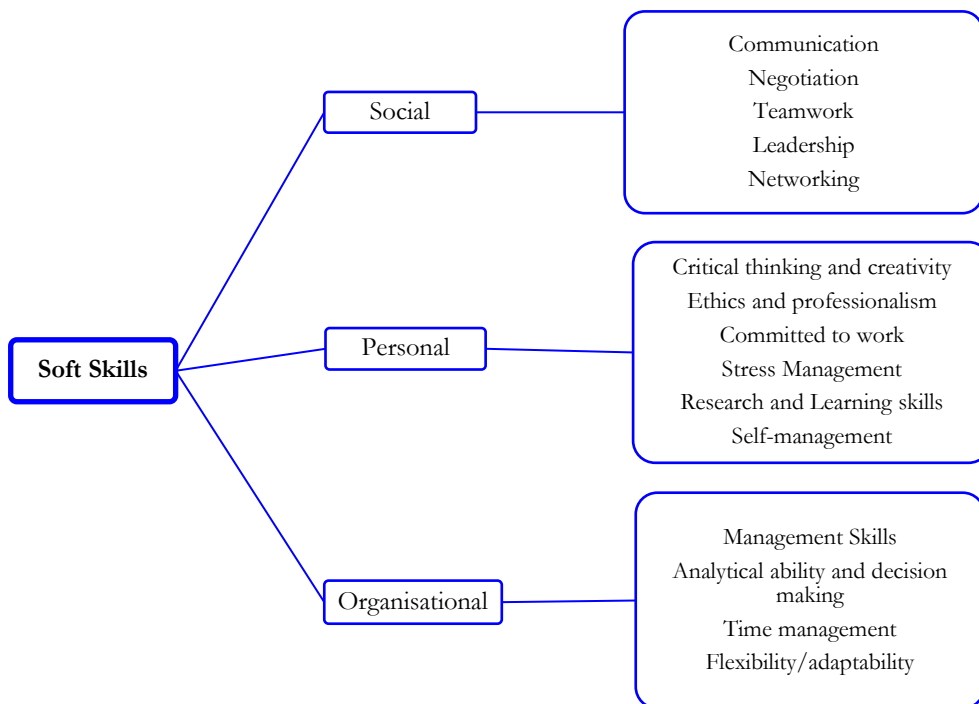 Soft Skills
Social
Communication
Negotiation
Teamwork
Leadership
Networking
Personal
Critical thinking and creativity
Ethics and professionalism
Committed to work
Stress Management
Research and Learning skills
Self-management
Organisational
Management Skills
Analytical ability and decision
making
Time management
Flexibility/adaptability